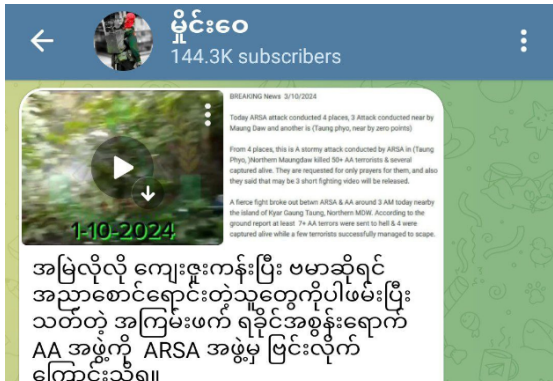 မှိုင်းဝေ
144.3K subscribers
BREAKING News 3/10/2024
Today ARSA attack conducted 4 places, 3 Attack conducted near by
Maung Daw and another is (Taung phyo, near by zero points)
From 4 places, this is A stormy attack conducted by ARSA in (Taung
Phyo, )Northern Maungdaw killed 50+ AA terrorists & several
captured alive. They are requested for only prayers for them, and also
they said that may be 3 short fighting video will be released.
A fierce fight broke out betwn ARSA & AA around 3 AM today nearby
the island of Kyar Gaung Taung, Northern MDW. According to the
ground report at least 7+ AA terrors were sent to hell & 4 were
captured alive while a few terrorists successfully managed to scape.
1-10-2024
အမြဲလိုလို ကျေးဇူးကန်းပြီး ဗမာဆိုရင်
အညာစောင်ရောင်းတဲ့သူတွေကိုပါဖမ်းပြီး
သတ်တဲ့ အကြမ်းဖက် ရခိုင်အစွန်းရောက်
AA အဖွဲ့ကို ARSA အဖွဲ့မှ ဗြင်းလိုက်
ကြောင်းသိရ။